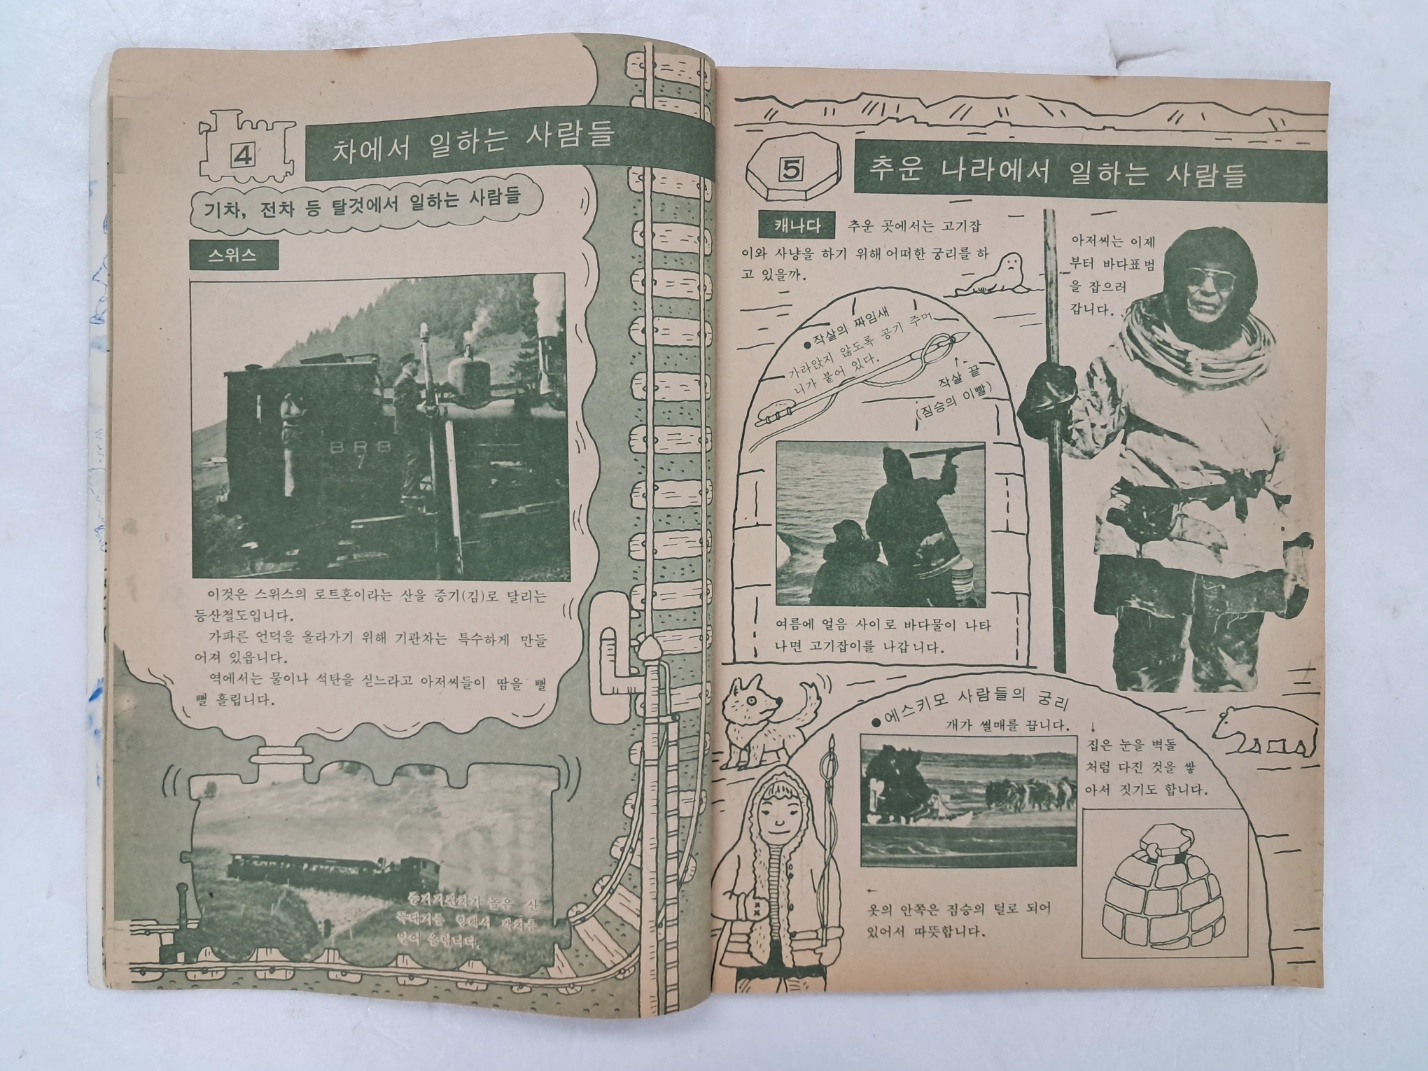 4
차에서 일하는 사람들
기차, 전차 등 탈것에서 일하는 사람들
스위스
BRB
7
이것은 스위스의 로트혼이라는 산을 증기(김)로 달리는
등산철도입니다.
가파른 언덕을 올라가기 위해 기관차는 특수하게 만들
어져 있읍니다.
역에서는 물이나 석탄을 싣느라고 아저씨들이 땀을 뻘
뻘 흘립니다.
높은 산
5
추운 나라에서 일하는 사람들
캐나다 추운 곳에서는 고기잡
이와 사냥을 하기 위해 어떠한 궁리를 하
고 있을까.
아저씨는 이제
부터 바다표범
을 잡으러
갑니다.
●작살의 짜임새
가라앉지 않도록 공기 주머
니가 붙어 있다.
작살 끝
(짐승의 이빨)
여름에 얼음 사이로 바다물이 나타
나면 고기잡이를 나갑니다.
●에스키모 사람들의 궁리
개가 썰매를 끕니다.
집은 눈을 벽돌
처럼 다진 것을 쌓
아서 짓기도 합니다.
옷의 안쪽은 짐승의 털로 되어
있어서 따뜻합니다.